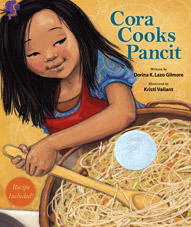 Cora
Cooks
Pancit
Written by
Dorina K. Lazo Gilmore
Illustrated by
Kristi Valiant
Recipe
Included!